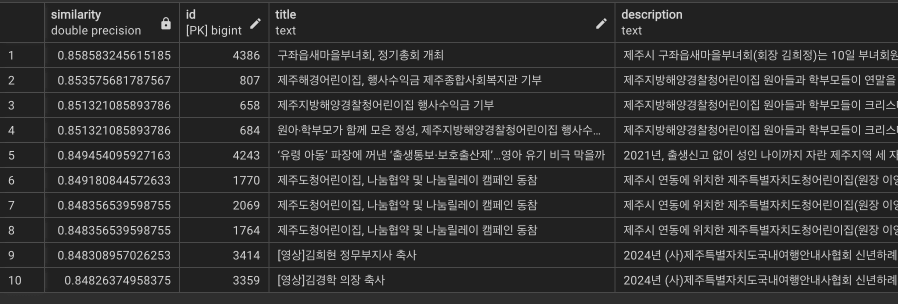 similarity id title description
double precision [PK] bigint text text
1 0.858583245615185 4386 구좌읍새마을부녀회, 정기총회 개최 제주시 구좌읍새마을부녀회(회장 김희정)는 10일 부녀회원
2 0.853575681787567 807 제주해경어린이집, 행사수익금 제주종합사회복지관 기부 제주지방해양경찰청어린이집 원아들과 학부모들이 연말을
3 0.851321085893786 658 제주지방해양경찰청어린이집 행사수익금 기부 제주지방해양경찰청어린이집 원아들과 학부모들이 크리스
4 0.851321085893786 684 원아·학부모가 함께 모은 정성, 제주지방해양경찰청어린이집 행사수... 제주지방해양경찰청어린이집 원아들과 학부모들이 크리스
5 0.849454095927163 4243 ‘유령 아동’ 파장에 꺼낸 ‘출생통보·보호출산제’…영아 유기 비극 막을까 2021년, 출생신고 없이 성인 나이까지 자란 제주지역 세 자
6 0.849180844572633 1770 제주도청어린이집, 나눔협약 및 나눔릴레이 캠페인 동참 제주시 연동에 위치한 제주특별자치도청어린이집(원장 이영
7 0.848356539598755 2069 제주도청어린이집, 나눔협약 및 나눔릴레이 캠페인 동참 제주시 연동에 위치한 제주특별자치도청어린이집(원장 이영
8 0.848356539598755 1764 제주도청어린이집, 나눔협약 및 나눔릴레이 캠페인 동참 제주시 연동에 위치한 제주특별자치도청어린이집(원장 이영
9 0.848308957026253 3414 [영상]김희현 정무부지사 축사 2024년 (사)제주특별자치도국내여행안내사협회 신년하례
10 0.84826374958375 3359 [영상]김경학 의장 축사 2024년 (사)제주특별자치도국내여행안내사협회 신년하례